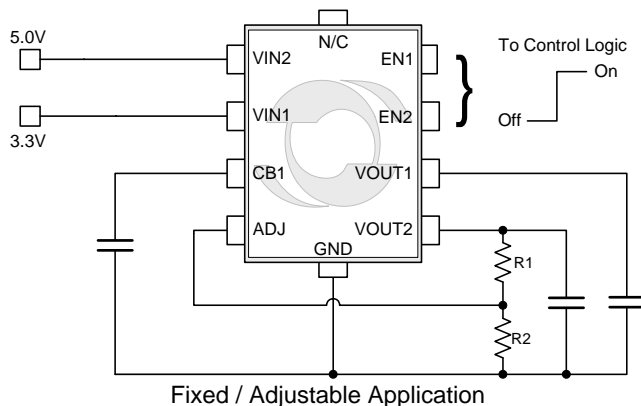 N/C
5.0V
VIN2
EN1
To Control Logic
On
VIN1
EN2
Off
3.3V
CB1
VOUT1
ADJ
VOUT2
GND
R1
R2
Fixed / Adjustable Application